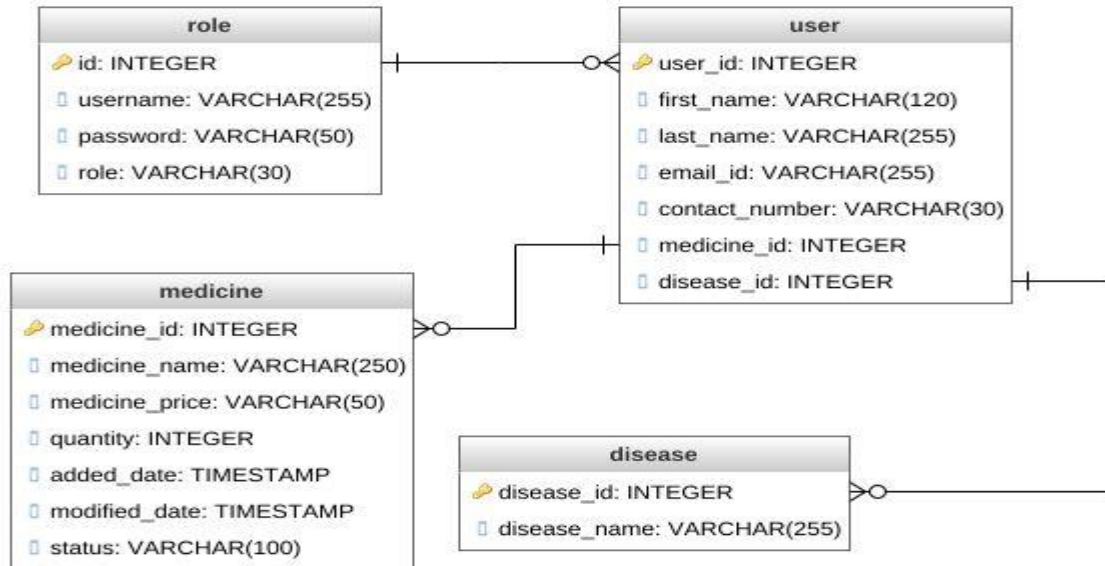 role
id: INTEGER
username: VARCHAR(255)
password: VARCHAR(50)
role: VARCHAR(30)
user
user_id: INTEGER
first_name: VARCHAR(120)
last_name: VARCHAR(255)
email_id: VARCHAR(255)
contact_number: VARCHAR(30)
medicine_id: INTEGER
disease_id: INTEGER
medicine
medicine_id: INTEGER
medicine_name: VARCHAR(250)
medicine_price: VARCHAR(50)
quantity: INTEGER
added_date: TIMESTAMP
modified_date: TIMESTAMP
status: VARCHAR(100)
disease
disease_id: INTEGER
disease_name: VARCHAR(255)